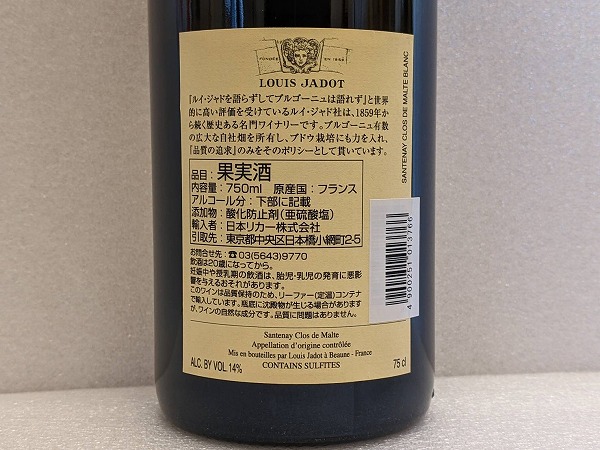 FONDÉE EN 1859
LOUIS JADOT
『ルイ・ジャドを語らずしてブルゴーニュは語れず』と世界
的に高い評価を受けているルイ・ジャド社は、1859年か
ら続く歴史ある名門ワイナリーです。ブルゴーニュ有数
の広大な自社畑を所有し、ブドウ栽培にも力を入れ、
『品質の追求』のみをそのポリシーとして貫いています。
品目：果実酒
内容量：750ml 原産国：フランス
アルコール分：下部に記載
添加物：酸化防止剤（亜硫酸塩）
輸入者：日本リカー株式会社
引取先：東京都中央区日本橋小網町2-5
お問合せ先：☎03(5643)9770
飲酒は20歳になってから。
妊娠中や授乳期の飲酒は、胎児・乳児の発育に悪影
響を与えるおそれがあります。
このワインは品質保持のため、リーファー(定温)コンテナ
で輸入しています。瓶底に沈殿物が生じる場合があります
が、ワインの自然な成分です。品質に問題はありません。
Santenay Clos de Malte
Appellation d'origine contrôlée
Mis en bouteilles par Louis Jadot à Beaune - France
ALC. BY VOL. 14%
CONTAINS SULFITES
75 cl
SANTENAY CLOS DE MALTE BLANC
4 900251 013766